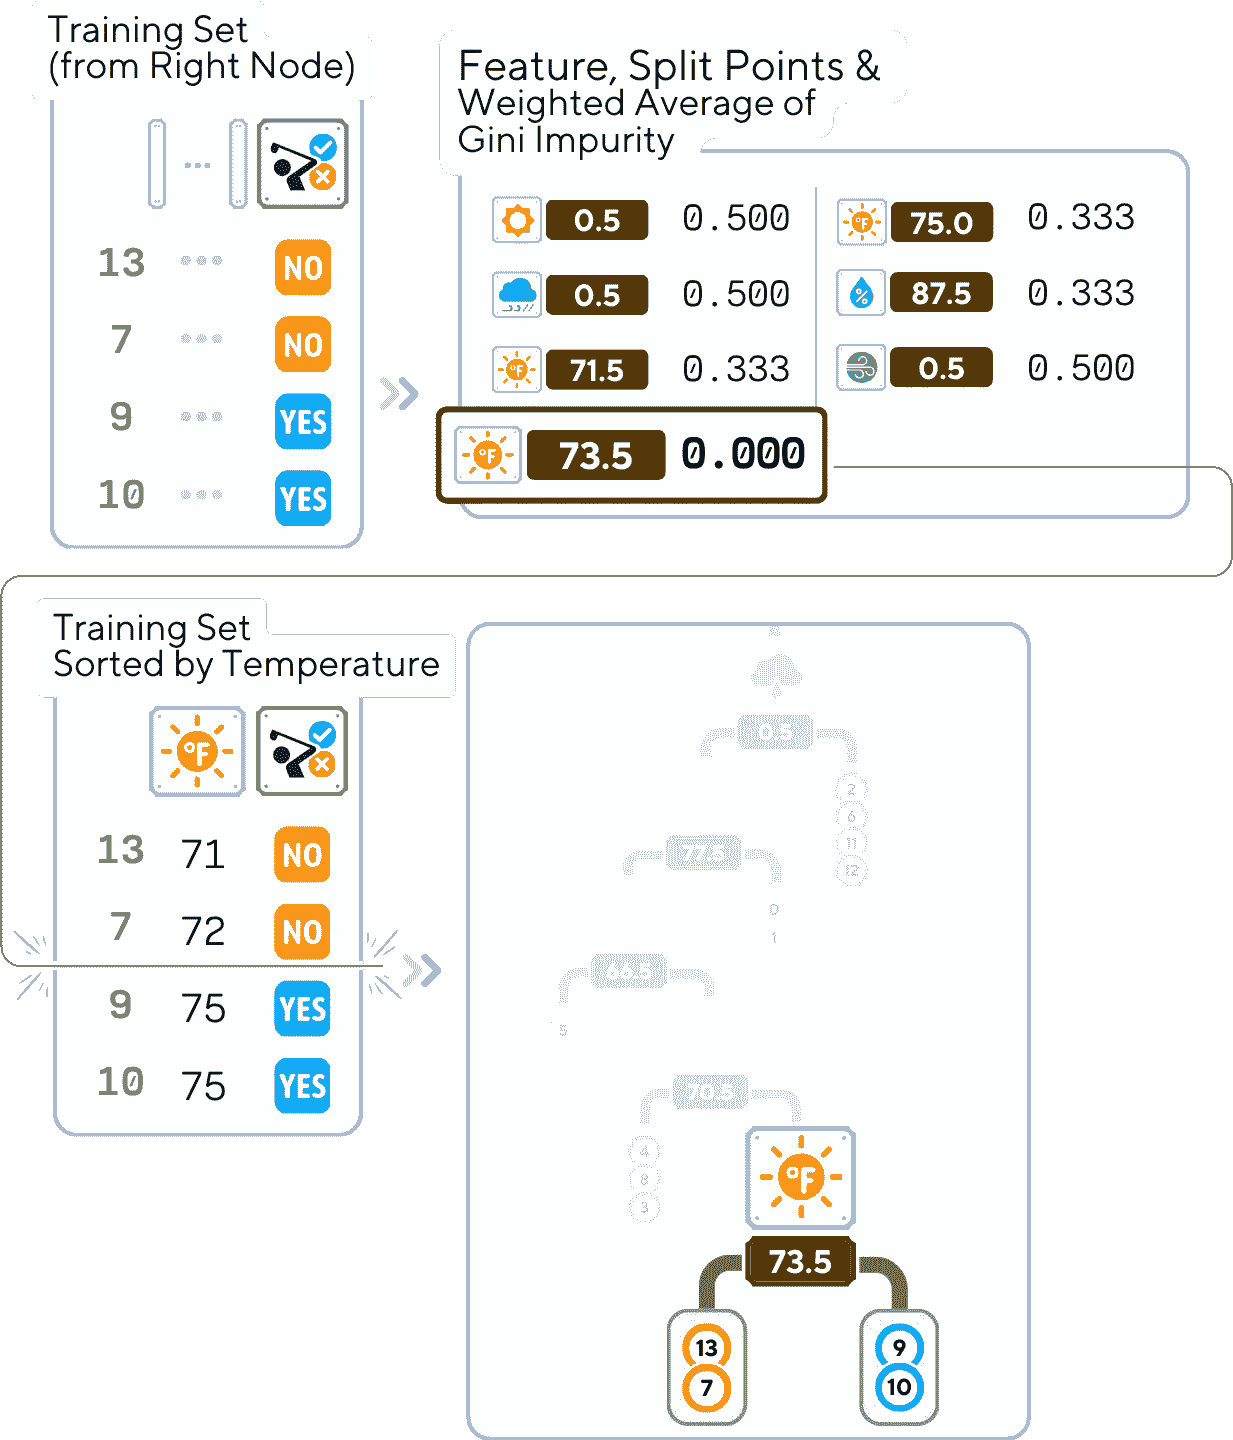 Training Set
(from Right Node)
13 ... NO
7 ... NO
9 ... YES
10 ... YES
Feature, Split Points &
Weighted Average of
Gini Impurity
0.5 0.500
0.5 0.500
°F 71.5 0.333
°F 73.5 0.000
°F 75.0 0.333
% 87.5 0.333
0.5 0.500
Training Set
Sorted by Temperature
°F
13 71 NO
7 72 NO
9 75 YES
10 75 YES
0.5
2
6
11
12
77.5
0
1
66.5
5
70.5
4
8
3
°F
73.5
13 9
7 10